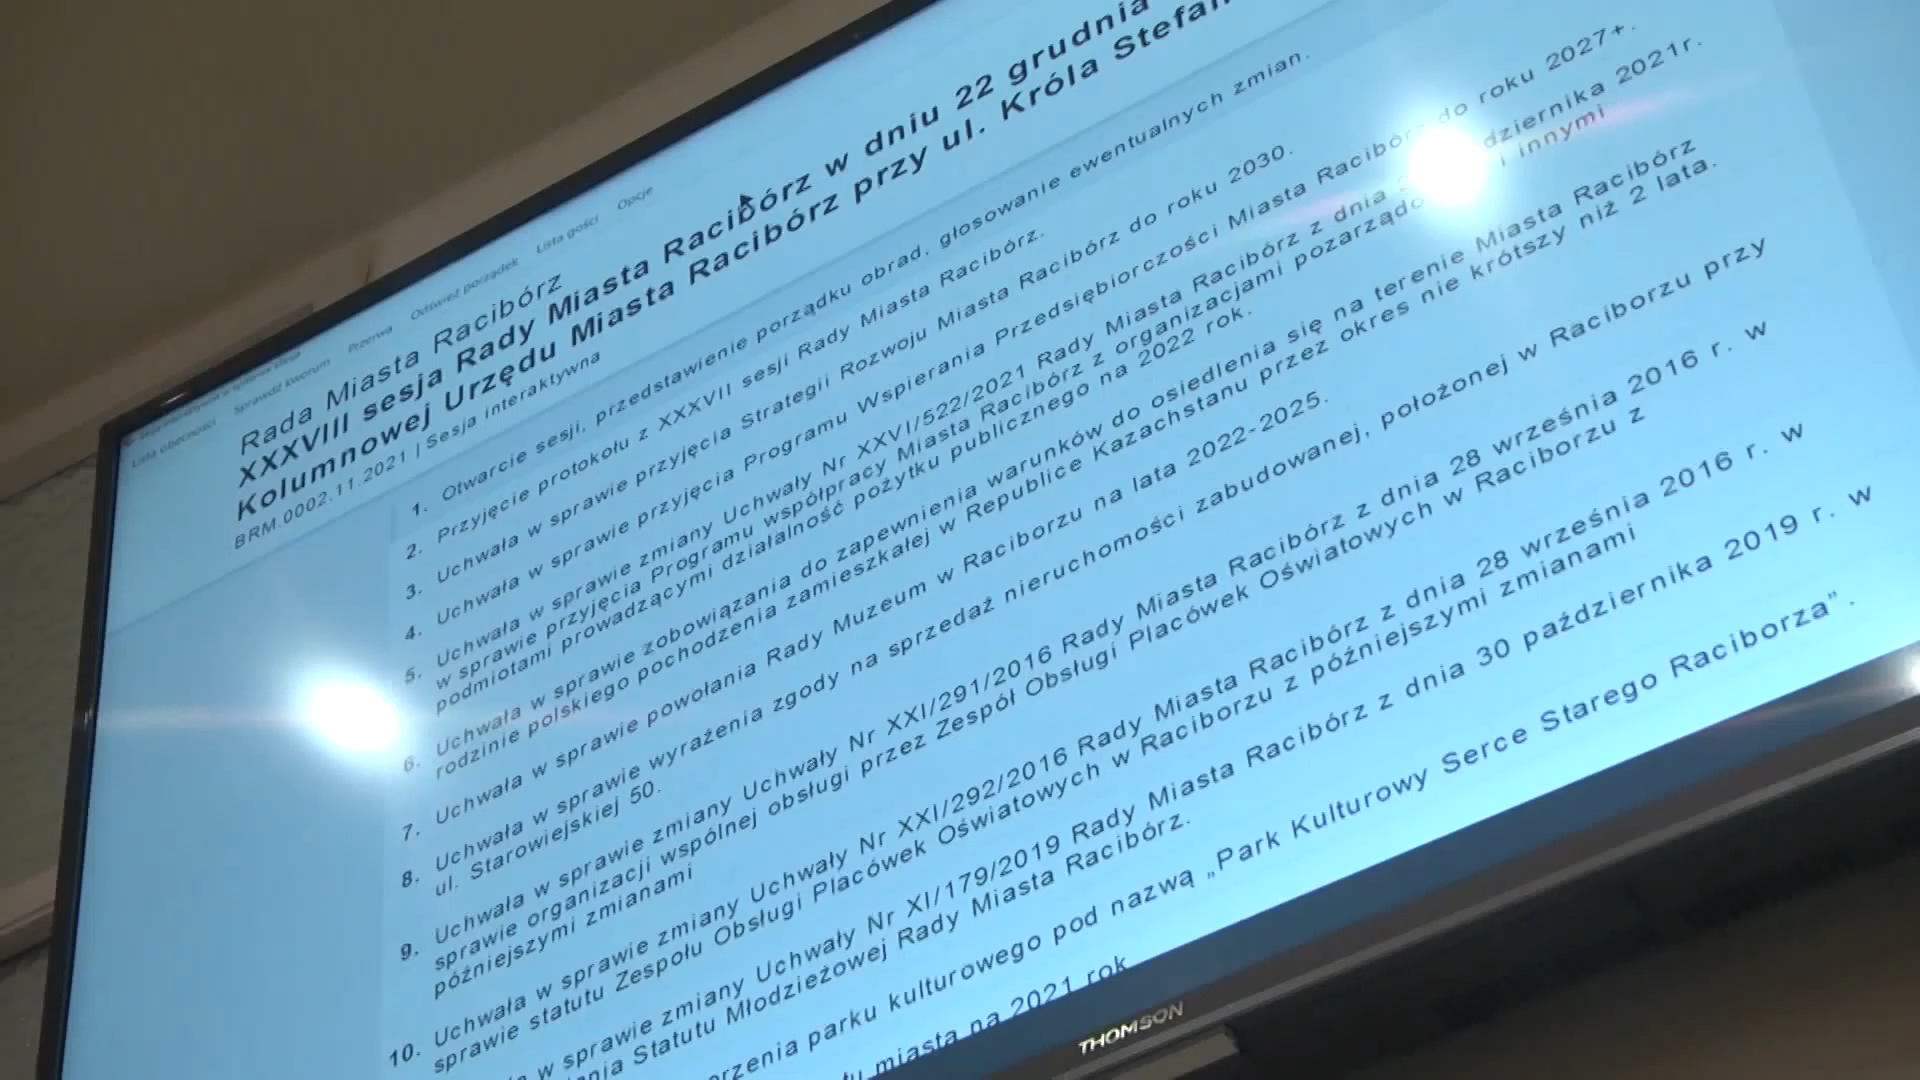 Lista obecności Sprawdź kworum Przerwa Odśwież porządek Lista gości Opcje
Rada Miasta Racibórz
XXXVIII sesja Rady Miasta Racibórz w dniu 22 grudnia
Kolumnowej Urzędu Miasta Racibórz przy ul. Króla Stefan
BRM.0002.11.2021 | Sesja interaktywna
1. Otwarcie sesji, przedstawienie porządku obrad, głosowanie ewentualnych zmian.
2. Przyjęcie protokołu z XXXVII sesji Rady Miasta Racibórz.
3. Uchwała w sprawie przyjęcia Strategii Rozwoju Miasta Racibórz do roku 2030.
4. Uchwała w sprawie przyjęcia Programu Wspierania Przedsiębiorczości Miasta Racibórz do roku 2027+.
5. Uchwała w sprawie zmiany Uchwały Nr XXVI/522/2021 Rady Miasta Racibórz z dnia dziernika 2021r.
w sprawie przyjęcia Programu współpracy Miasta Racibórz z organizacjami pozarządo i innymi
podmiotami prowadzącymi działalność pożytku publicznego na 2022 rok.
6. Uchwała w sprawie zobowiązania do zapewnienia warunków do osiedlenia się na terenie Miasta Racibórz
rodzinie polskiego pochodzenia zamieszkałej w Republice Kazachstanu przez okres nie krótszy niż 2 lata.
7. Uchwała w sprawie powołania Rady Muzeum w Raciborzu na lata 2022-2025.
8. Uchwała w sprawie wyrażenia zgody na sprzedaż nieruchomości zabudowanej, położonej w Raciborzu przy
ul. Starowiejskiej 50.
9. Uchwała w sprawie zmiany Uchwały Nr XXI/291/2016 Rady Miasta Racibórz z dnia 28 września 2016 r. w
sprawie organizacji wspólnej obsługi przez Zespół Obsługi Placówek Oświatowych w Raciborzu z
późniejszymi zmianami
10. Uchwała w sprawie zmiany Uchwały Nr XXI/292/2016 Rady Miasta Racibórz z dnia 28 września 2016 r. w
sprawie statutu Zespołu Obsługi Placówek Oświatowych w Raciborzu z późniejszymi zmianami
w sprawie zmiany Uchwały Nr XI/179/2019 Rady Miasta Racibórz z dnia 30 października 2019 r. w
nia Statutu Młodzieżowej Rady Miasta Racibórz.
orzenia parku kulturowego pod nazwą „Park Kulturowy Serce Starego Raciborza”.
tu miasta na 2021 rok
THOMSON